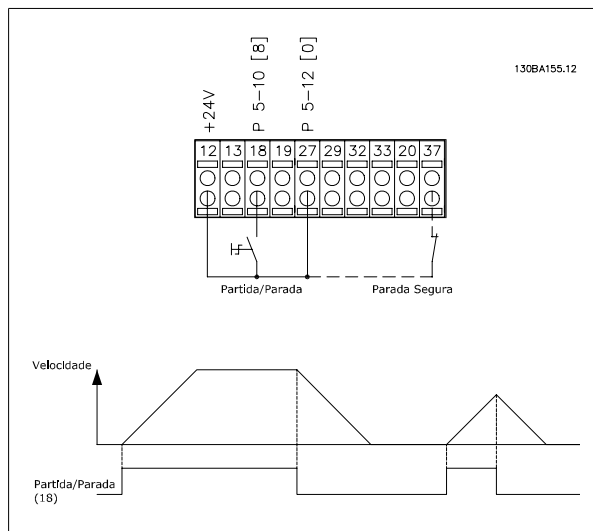 130BA155.12
+24V
P 5-10 [8]
P 5-12 [0]
12 13 18 19 27 29 32 33 20 37
Partida/Parada
Parada Segura
Velocidade
Partida/Parada
(18)